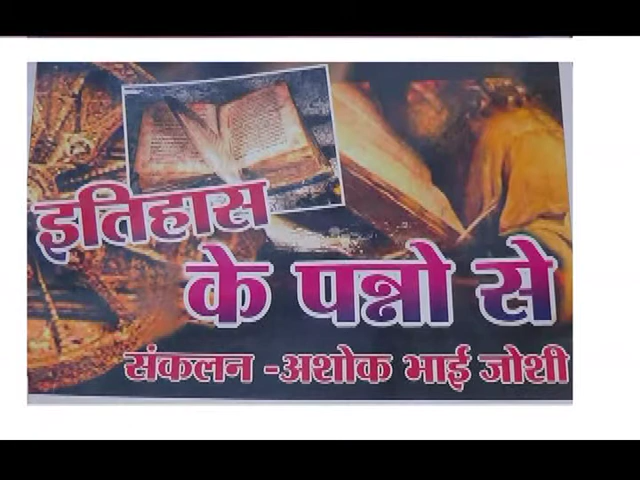 इतिहास
के पन्नो से
संकलन -अशोक भाई जोशी